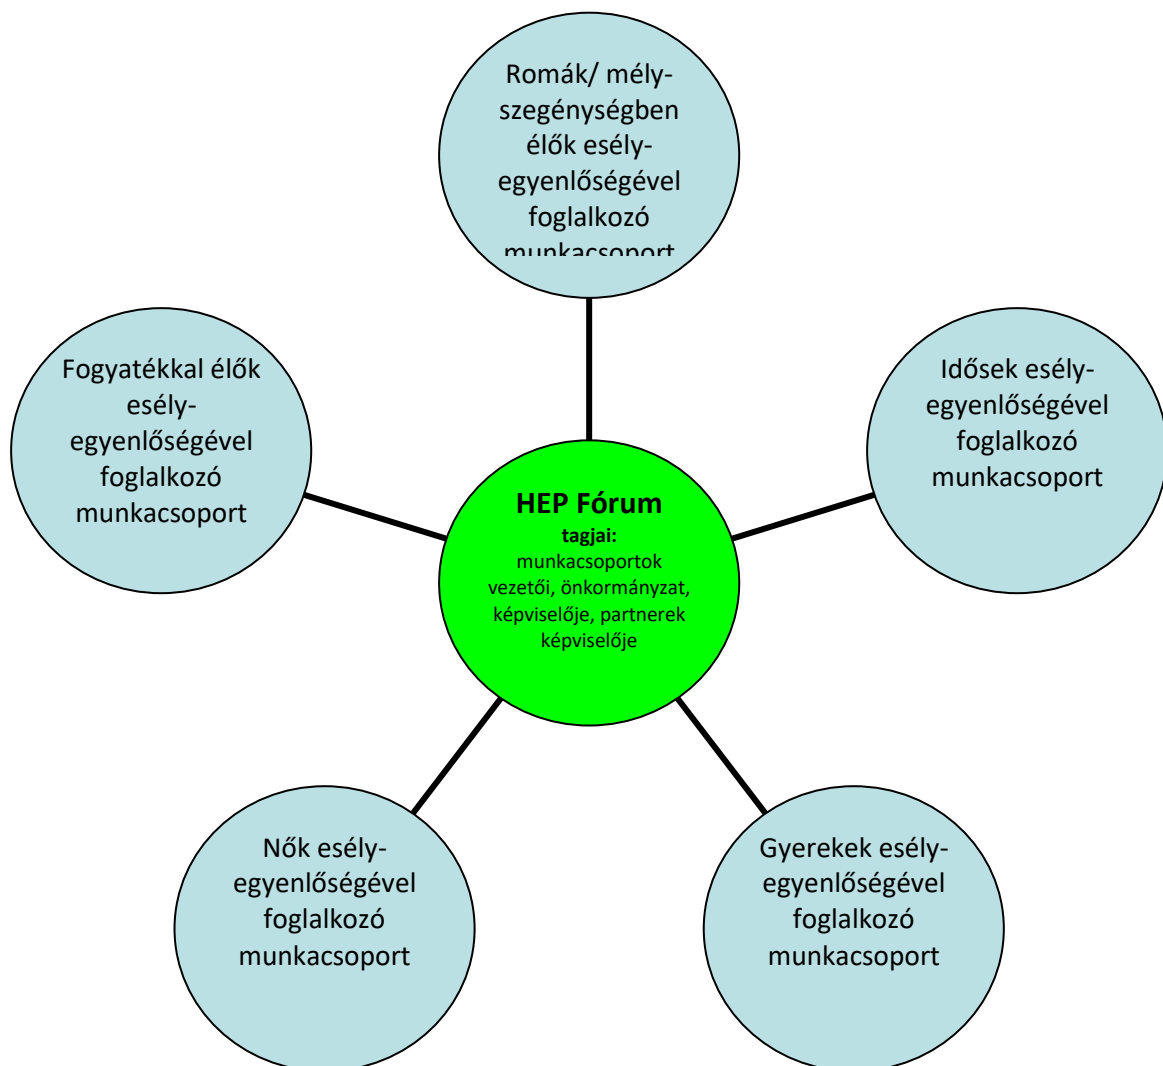 Romák/ mély-
szegénységben
élők esély-
egyenlőségével
foglalkozó
munkacsoport
Fogyatékkal élők
esély-
egyenlőségével
foglalkozó
munkacsoport
Idősek esély-
egyenlőségével
foglalkozó
munkacsoport
HEP Fórum
tagjai:
munkacsoportok
vezetői, önkormányzat,
képviselője, partnerek
képviselője
Nők esély-
egyenlőségével
foglalkozó
munkacsoport
Gyerekek esély-
egyenlőségével
foglalkozó
munkacsoport